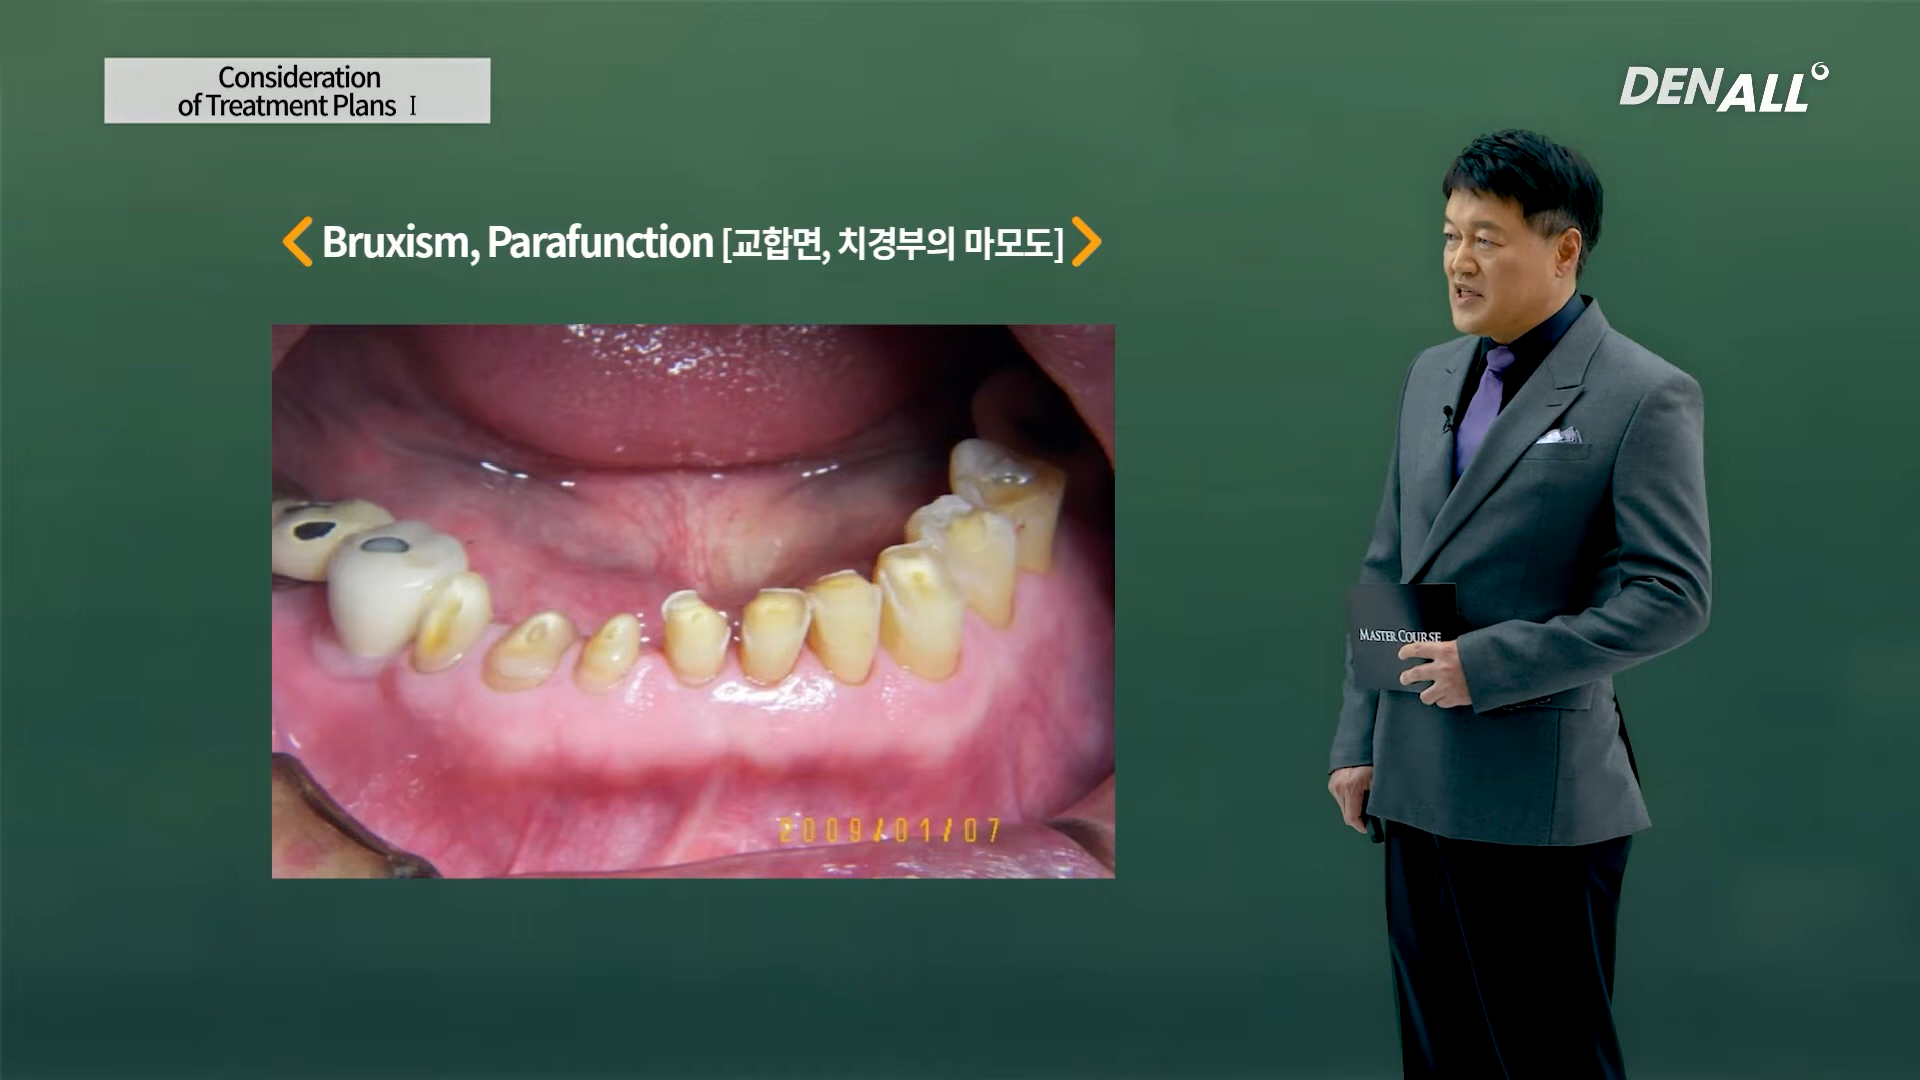 Consideration
of Treatment Plans Ⅰ
DENALL
Bruxism, Parafunction [교합면, 치경부의 마모도]
MASTER COURSE
2009/01/07